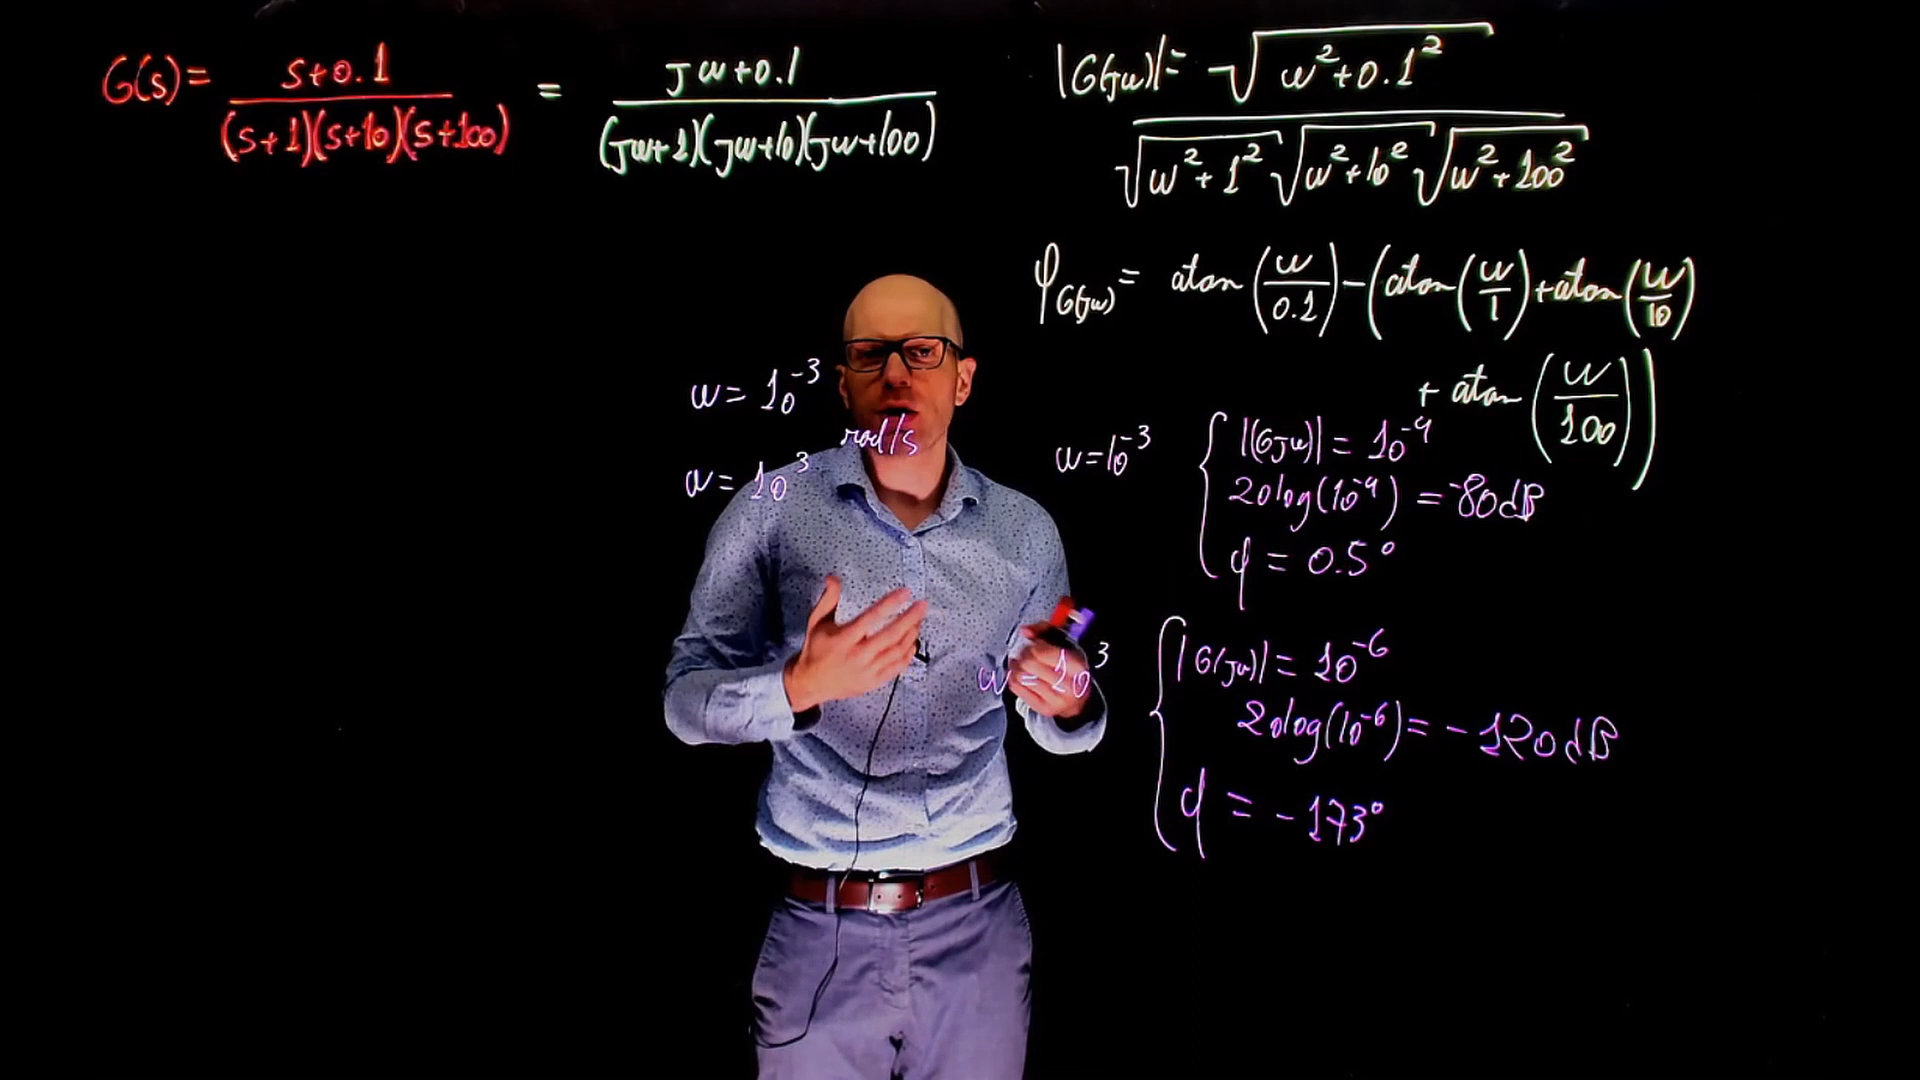 G(s) = s+0.1 / (s+1)(s+10)(s+100) = jω+0.1 / (jω+1)(jω+10)(jω+100)
|G(jω)| = √(ω²+0.1²) / √(ω²+1²) √(ω²+10²) √(ω²+100²)
φG(jω) = atan(ω/0.1) - (atan(ω/1) + atan(ω/10)
+ atan(ω/100))
ω = 10⁻³
rad/s
ω = 10³
ω = 10⁻³
|(Gjω)| = 10⁻⁴
20log(10⁻⁴) = -80dB
φ = 0.5°
ω = 10³
|G(jω)| = 10⁻⁶
20log(10⁻⁶) = -120dB
φ = -173°